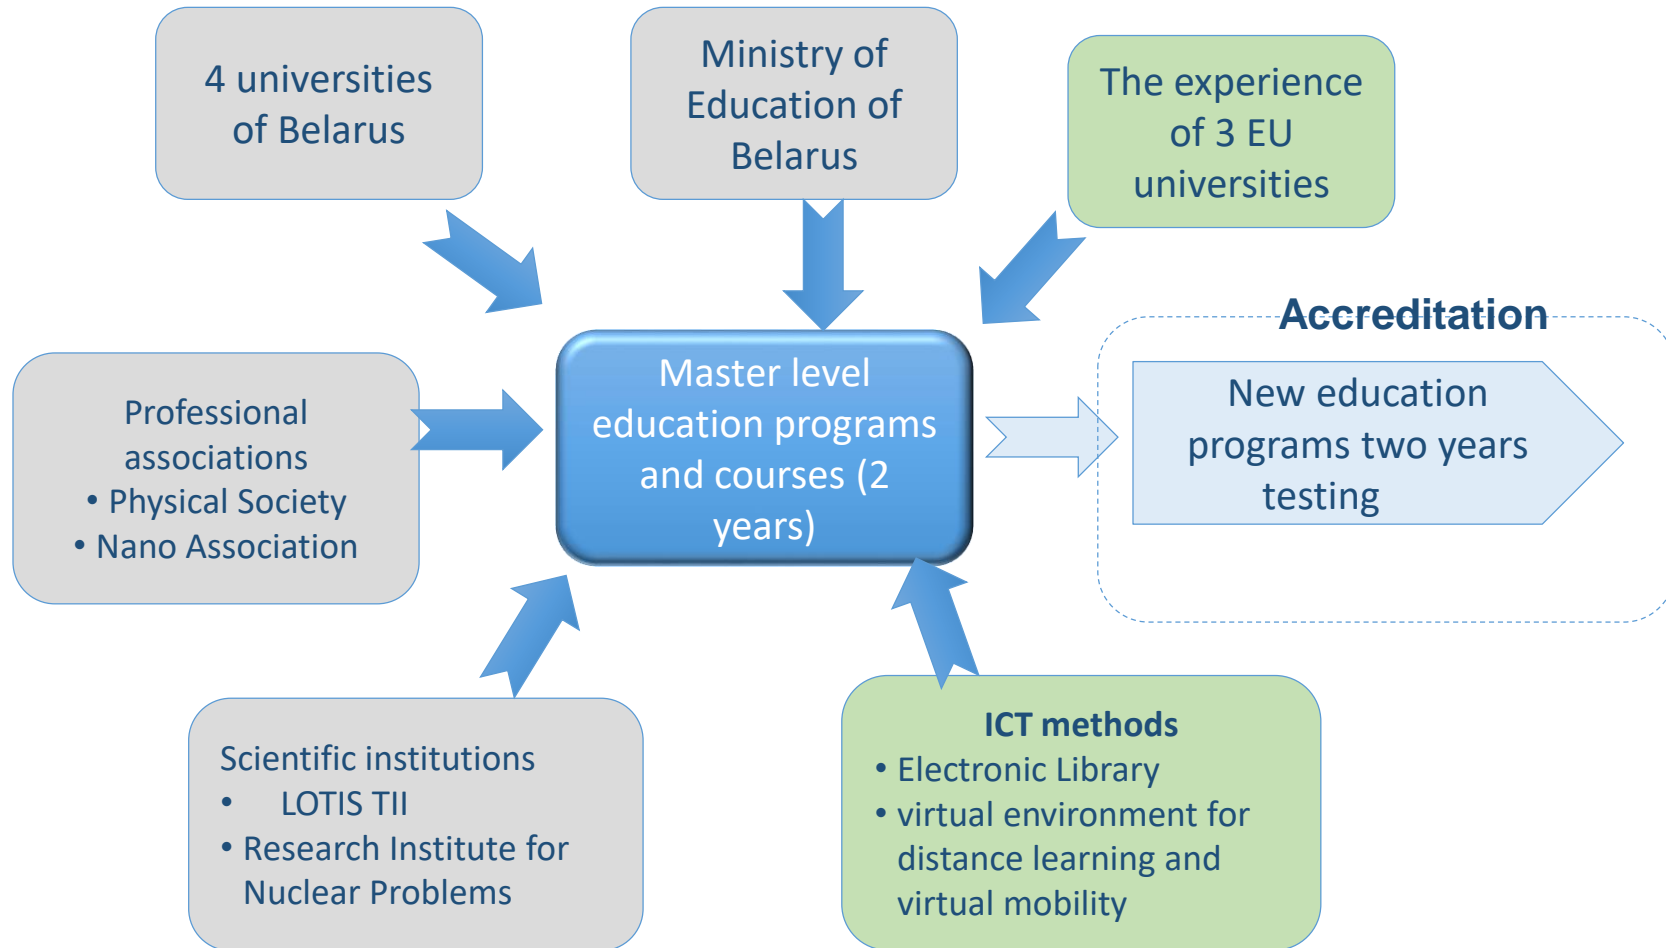 4 universities
of Belarus
Ministry of
Education of
Belarus
The experience
of 3 EU
universities
Accreditation
Professional
associations
• Physical Society
• Nano Association
Master level
education programs
and courses (2
years)
New education
programs two years
testing
Scientific institutions
• LOTIS TII
• Research Institute for
Nuclear Problems
ICT methods
• Electronic Library
• virtual environment for
distance learning and
virtual mobility